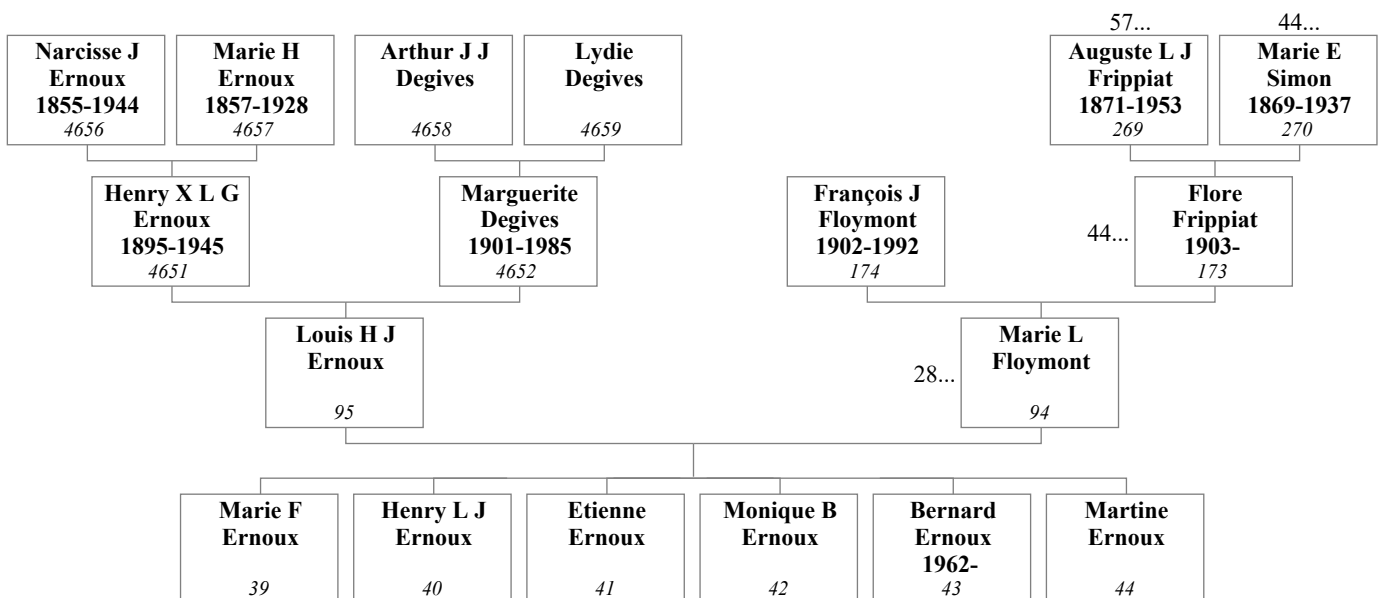 57...
44...
Narcisse J
Ernoux
1855-1944
4656
Marie H
Ernoux
1857-1928
4657
Arthur J J
Degives
4658
Lydie
Degives
4659
Auguste L J
Frippiat
1871-1953
269
Marie E
Simon
1869-1937
270
Henry X L G
Ernoux
1895-1945
4651
Marguerite
Degives
1901-1985
4652
François J
Floymont
1902-1992
174
44...
Flore
Frippiat
1903-
173
Louis H J
Ernoux
95
28...
Marie L
Floymont
94
Marie F
Ernoux
39
Henry L J
Ernoux
40
Etienne
Ernoux
41
Monique B
Ernoux
42
Bernard
Ernoux
1962-
43
Martine
Ernoux
44